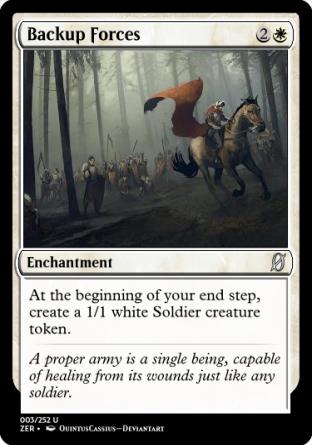 Backup Forces 2
Enchantment
At the beginning of your end step,
create a 1/1 white Soldier creature
token.
A proper army is a single being, capable
of healing from its wounds just like any
soldier.
003/252 U
ZER • QuintusCassius—Deviantart